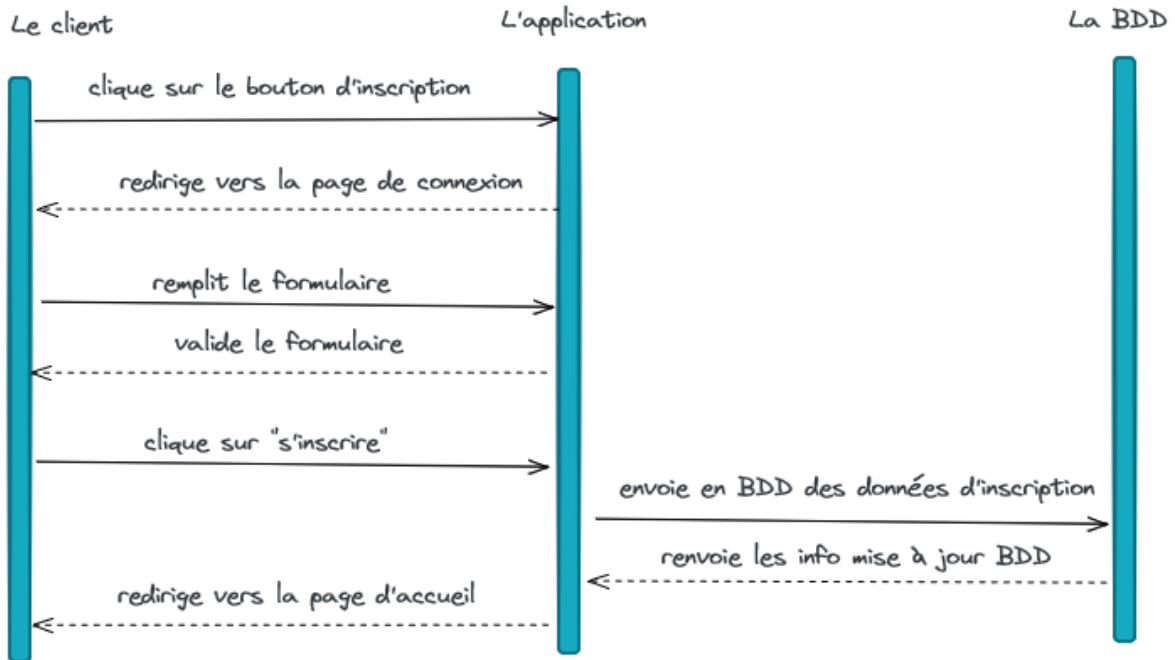 Le client
L'application
La BDD
clique sur le bouton d'inscription
redirige vers la page de connexion
remplit le formulaire
valide le formulaire
clique sur "s'inscrire"
envoie en BDD des données d'inscription
renvoie les info mise à jour BDD
redirige vers la page d'accueil